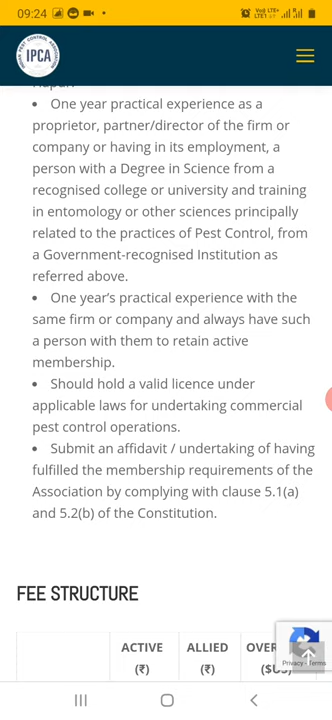 09:24
Vo)) LTE+
LTE1
INDIAN PEST CONTROL ASSOCIATION
IPCA
• One year practical experience as a
proprietor, partner/director of the firm or
company or having in its employment, a
person with a Degree in Science from a
recognised college or university and training
in entomology or other sciences principally
related to the practices of Pest Control, from
a Government-recognised Institution as
referred above.
• One year’s practical experience with the
same firm or company and always have such
a person with them to retain active
membership.
• Should hold a valid licence under
applicable laws for undertaking commercial
pest control operations.
• Submit an affidavit / undertaking of having
fulfilled the membership requirements of the
Association by complying with clause 5.1(a)
and 5.2(b) of the Constitution.
FEE STRUCTURE
ACTIVE ALLIED
(₹) (₹) ($US)
Privacy - Terms